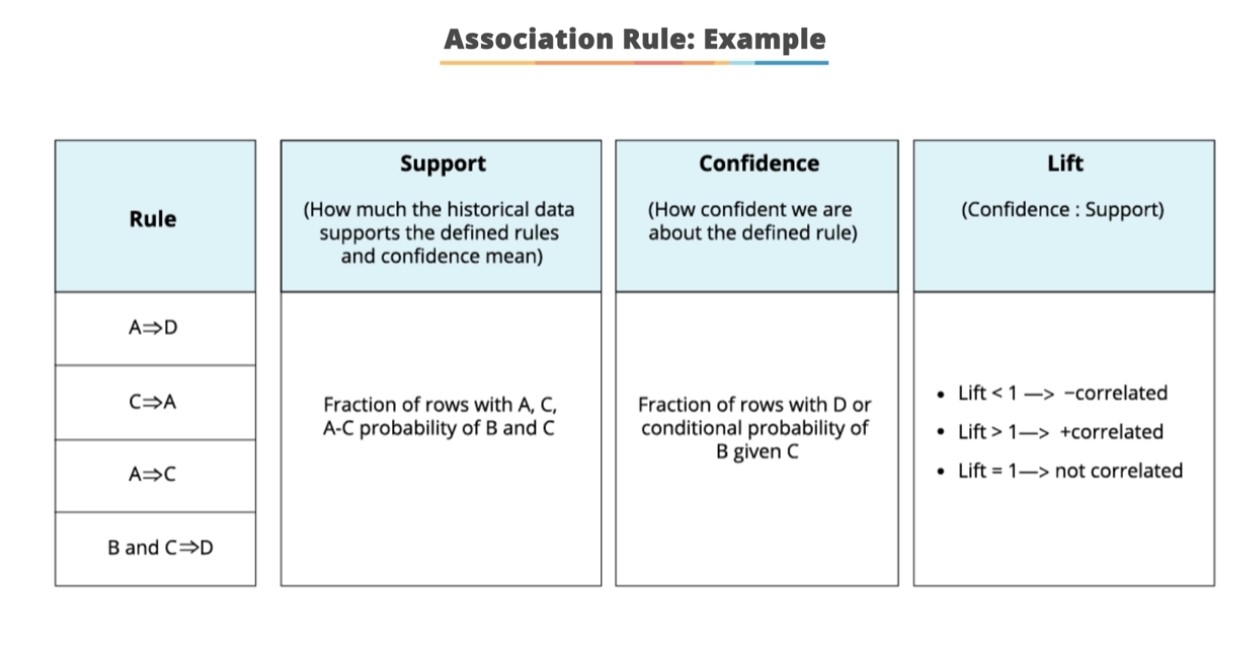 Association Rule: Example
Rule
A⇒D
C⇒A
A⇒C
B and C⇒D
Support
(How much the historical data
supports the defined rules
and confidence mean)
Fraction of rows with A, C,
A-C probability of B and C
Confidence
(How confident we are
about the defined rule)
Fraction of rows with D or
conditional probability of
B given C
Lift
(Confidence : Support)
• Lift < 1 —> −correlated
• Lift > 1—> +correlated
• Lift = 1—> not correlated